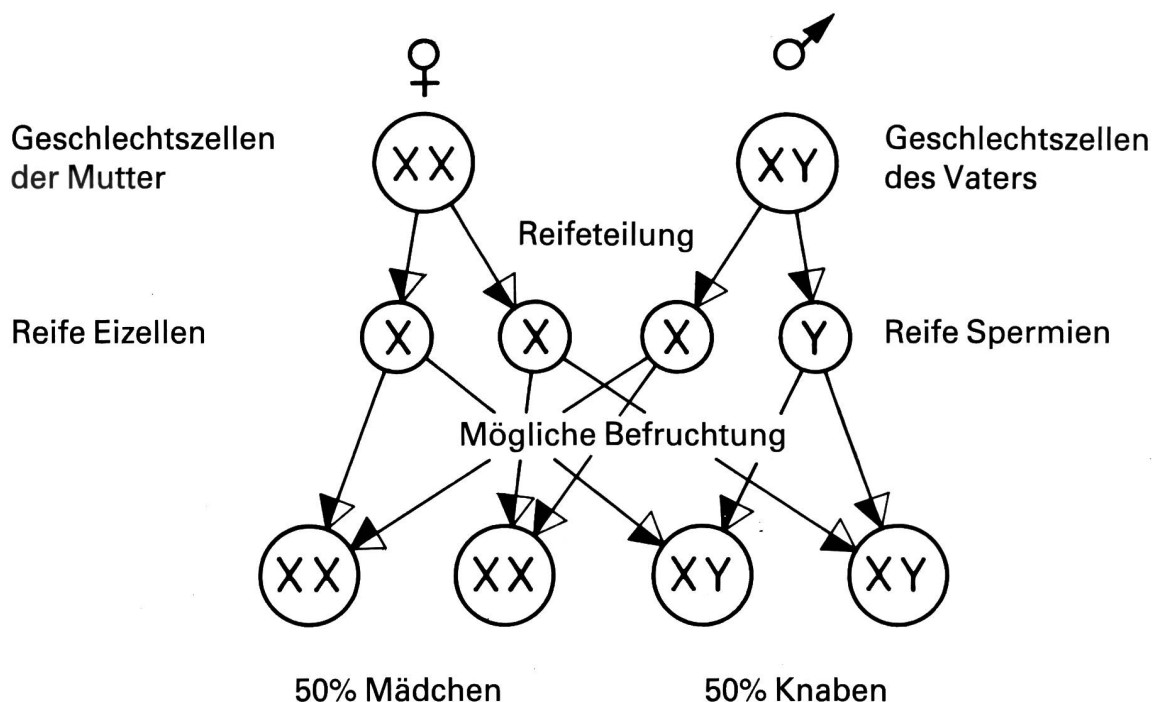 ♀ ♂
Geschlechtszellen
der Mutter
XX
XY
Geschlechtszellen
des Vaters
Reifeteilung
Reife Eizellen
X
X
X
Y
Reife Spermien
Mögliche Befruchtung
XX
XX
XY
XY
50% Mädchen
50% Knaben